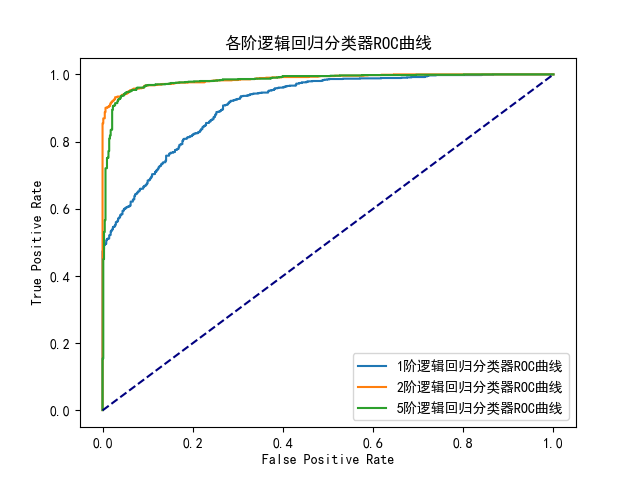 各阶逻辑回归分类器ROC曲线
True Positive Rate
1.0
0.8
0.6
0.4
0.2
0.0
0.0
0.2
0.4
0.6
0.8
1.0
False Positive Rate
1阶逻辑回归分类器ROC曲线
2阶逻辑回归分类器ROC曲线
5阶逻辑回归分类器ROC曲线